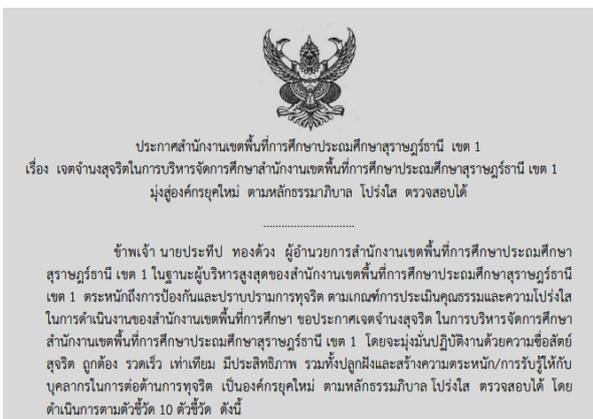 ประกาศสำนักงานเขตพื้นที่การศึกษาประถมศึกษาสุราษฎร์ธานี เขต 1
เรื่อง เจตจำนงสุจริตในการบริหารจัดการศึกษาสำนักงานเขตพื้นที่การศึกษาประถมศึกษาสุราษฎร์ธานี เขต 1
มุ่งสู่องค์กรยุคใหม่ ตามหลักธรรมาภิบาล โปร่งใส ตรวจสอบได้
..............................
ข้าพเจ้า นายประทีป ทองด้วง ผู้อำนวยการสำนักงานเขตพื้นที่การศึกษาประถมศึกษา
สุราษฎร์ธานี เขต 1 ในฐานะผู้บริหารสูงสุดของสำนักงานเขตพื้นที่การศึกษาประถมศึกษาสุราษฎร์ธานี
เขต 1 ตระหนักถึงการป้องกันและปราบปรามการทุจริต ตามเกณฑ์การประเมินคุณธรรมและความโปร่งใส
ในการดำเนินงานของสำนักงานเขตพื้นที่การศึกษา ขอประกาศเจตจำนงสุจริต ในการบริหารจัดการศึกษา
สำนักงานเขตพื้นที่การศึกษาประถมศึกษาสุราษฎร์ธานี เขต 1 โดยจะมุ่งมั่นปฏิบัติงานด้วยความซื่อสัตย์
สุจริต ถูกต้อง รวดเร็ว เท่าเทียม มีประสิทธิภาพ รวมทั้งปลูกฝังและสร้างความตระหนัก/การรับรู้ให้กับ
บุคลากรในการต่อต้านการทุจริต เป็นองค์กรยุคใหม่ ตามหลักธรรมภิบาล โปร่งใส ตรวจสอบได้ โดย
ดำเนินการตามตัวชี้วัด 10 ตัวชี้วัด ดังนี้